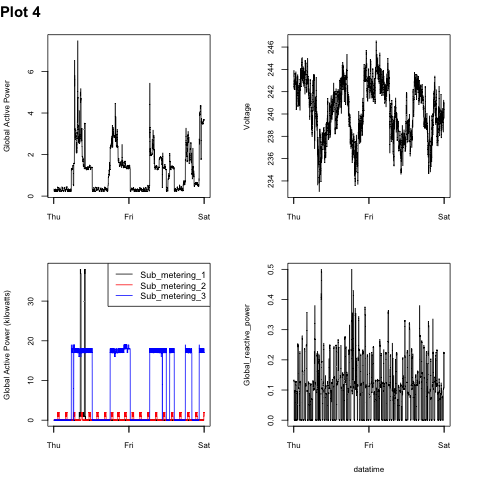 Plot 4
Global Active Power
0 2 4 6
Thu Fri Sat
Voltage
234 236 238 240 242 244 246
Thu Fri Sat
Global Active Power (kilowatts)
0 10 20 30
Sub_metering_1
Sub_metering_2
Sub_metering_3
Thu Fri Sat
Global_reactive_power
0.0 0.1 0.2 0.3 0.4 0.5
Thu Fri Sat
datatime